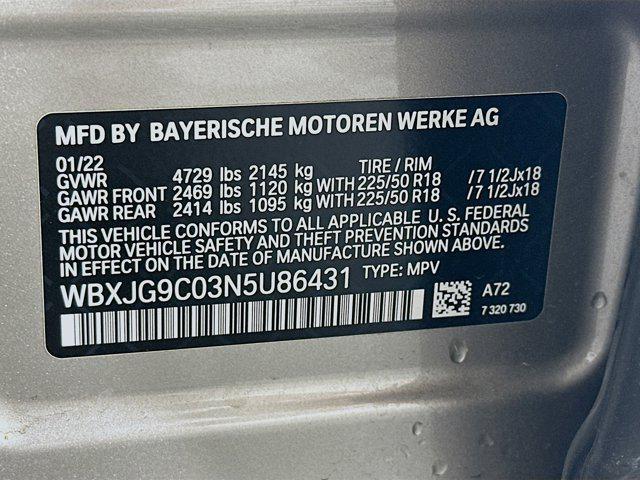 MFD BY BAYERISCHE MOTOREN WERKE AG
01/22 TIRE / RIM
GVWR 4729 lbs 2145 kg
GAWR FRONT 2469 lbs 1120 kg WITH 225/50 R18 /7 1/2Jx18
GAWR REAR 2414 lbs 1095 kg WITH 225/50 R18 /7 1/2Jx18
THIS VEHICLE CONFORMS TO ALL APPLICABLE U. S. FEDERAL
MOTOR VEHICLE SAFETY AND THEFT PREVENTION STANDARDS
IN EFFECT ON THE DATE OF MANUFACTURE SHOWN ABOVE.
WBXJG9C03N5U86431 TYPE: MPV
A72
7 320 730